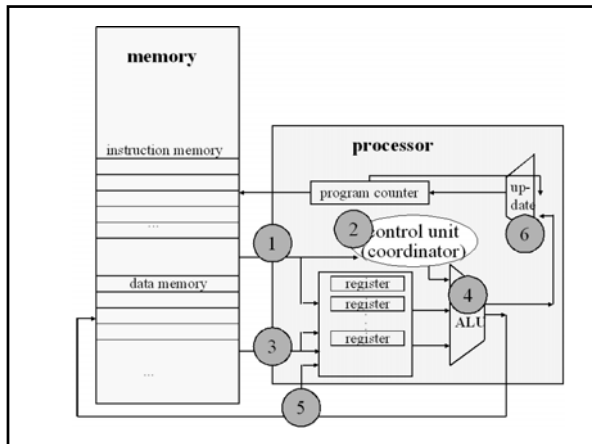 memory
instruction memory
...
data memory
...
processor
program counter
up-
date
6
2
control unit
(coordinator)
1
register
register
register
4
ALU
3
5